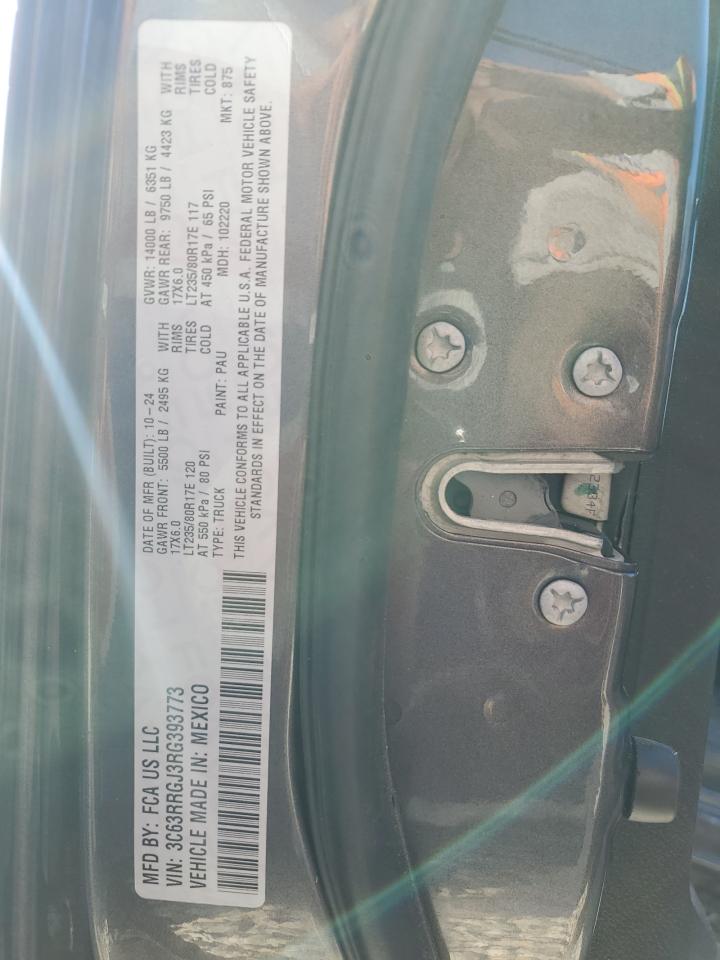 MFD BY: FCA US LLC
VIN: 3C63RRGJ3RG393773
VEHICLE MADE IN: MEXICO
DATE OF MFR (BUILT): 10-24 GVWR: 14000 LB / 6351 KG
GAWR FRONT: 5500 LB / 2495 KG WITH GAWR REAR: 9750 LB / 4423 KG WITH
17X6.0 RIMS 17X6.0 RIMS
LT235/80R17E 120 TIRES LT235/80R17E 117 TIRES
AT 550 kPa / 80 PSI COLD AT 450 kPa / 65 PSI COLD
TYPE: TRUCK PAINT: PAU MDH: 102220 MKT: 875
THIS VEHICLE CONFORMS TO ALL APPLICABLE U.S.A. FEDERAL MOTOR VEHICLE SAFETY
STANDARDS IN EFFECT ON THE DATE OF MANUFACTURE SHOWN ABOVE.